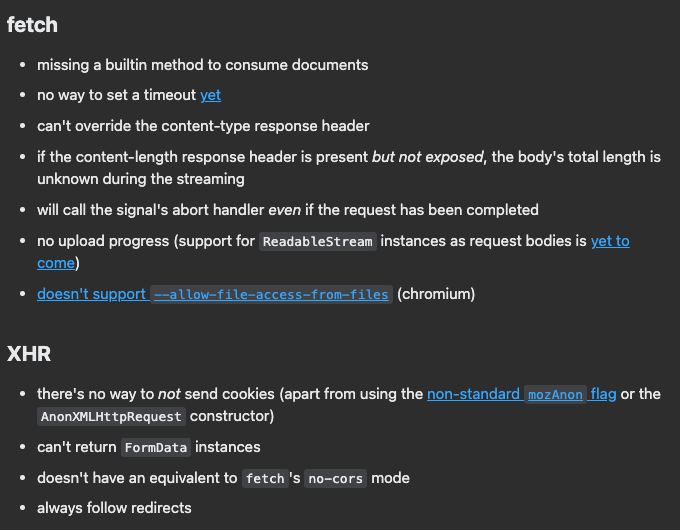 fetch
• missing a builtin method to consume documents
• no way to set a timeout yet
• can't override the content-type response header
• if the content-length response header is present but not exposed, the body's total length is
unknown during the streaming
• will call the signal's abort handler even if the request has been completed
• no upload progress (support for ReadableStream instances as request bodies is yet to
come)
• doesn't support --allow-file-access-from-files (chromium)
XHR
• there's no way to not send cookies (apart from using the non-standard mozAnon flag or the
AnonXMLHttpRequest constructor)
• can't return FormData instances
• doesn't have an equivalent to fetch's no-cors mode
• always follow redirects